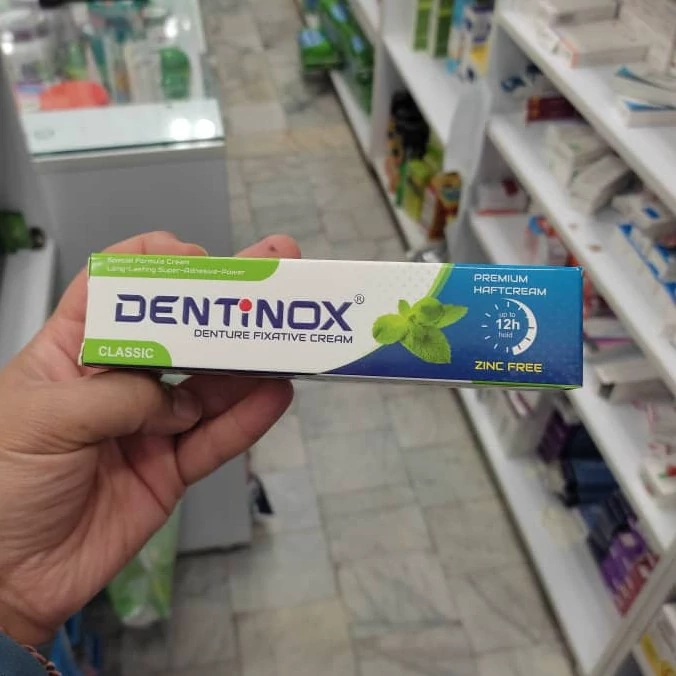 Special Formula Cream
Long-Lasting Super-Adhesive-Power
DENTiNOX®
DENTURE FIXATIVE CREAM
CLASSIC
PREMIUM
HAFTCREAM
up to
12h
hold
ZINC FREE